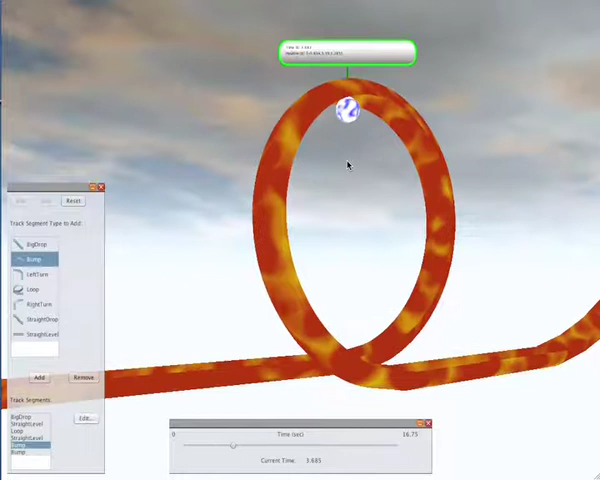 Reset
Track Segment Type to Add:
BigDrop
Bump
LeftTurn
Loop
RightTurn
StraightDrop
StraightLevel
Add
Remove
Track Segments
BigDrop
StraightLevel
Loop
StraightLevel
Bump
Bump
Edit...
0
Time (sec)
16.75
Current Time:
3.685